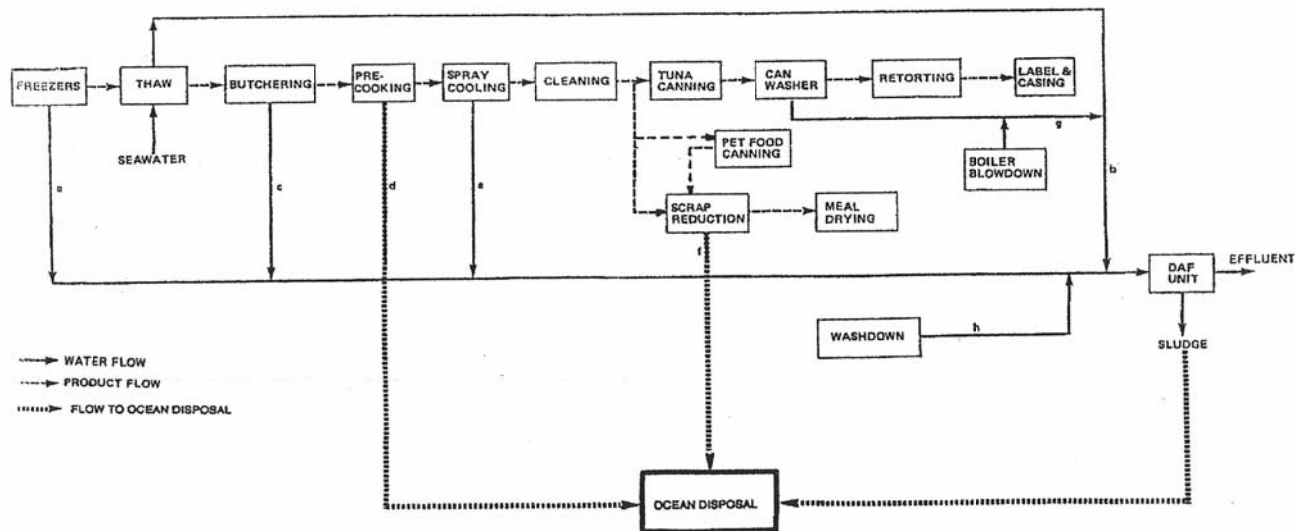 FREEZERS
THAW
BUTCHERING
PRE-
COOKING
SPRAY
COOLING
CLEANING
TUNA
CANNING
CAN
WASHER
RETORTING
LABEL &
CASING
SEAWATER
PET FOOD
CANNING
BOILER
BLOWDOWN
g
a
c
d
e
b
SCRAP
REDUCTION
MEAL
DRYING
f
DAF
UNIT
EFFLUENT
WASHDOWN
h
SLUDGE
WATER FLOW
PRODUCT FLOW
FLOW TO OCEAN DISPOSAL
OCEAN DISPOSAL